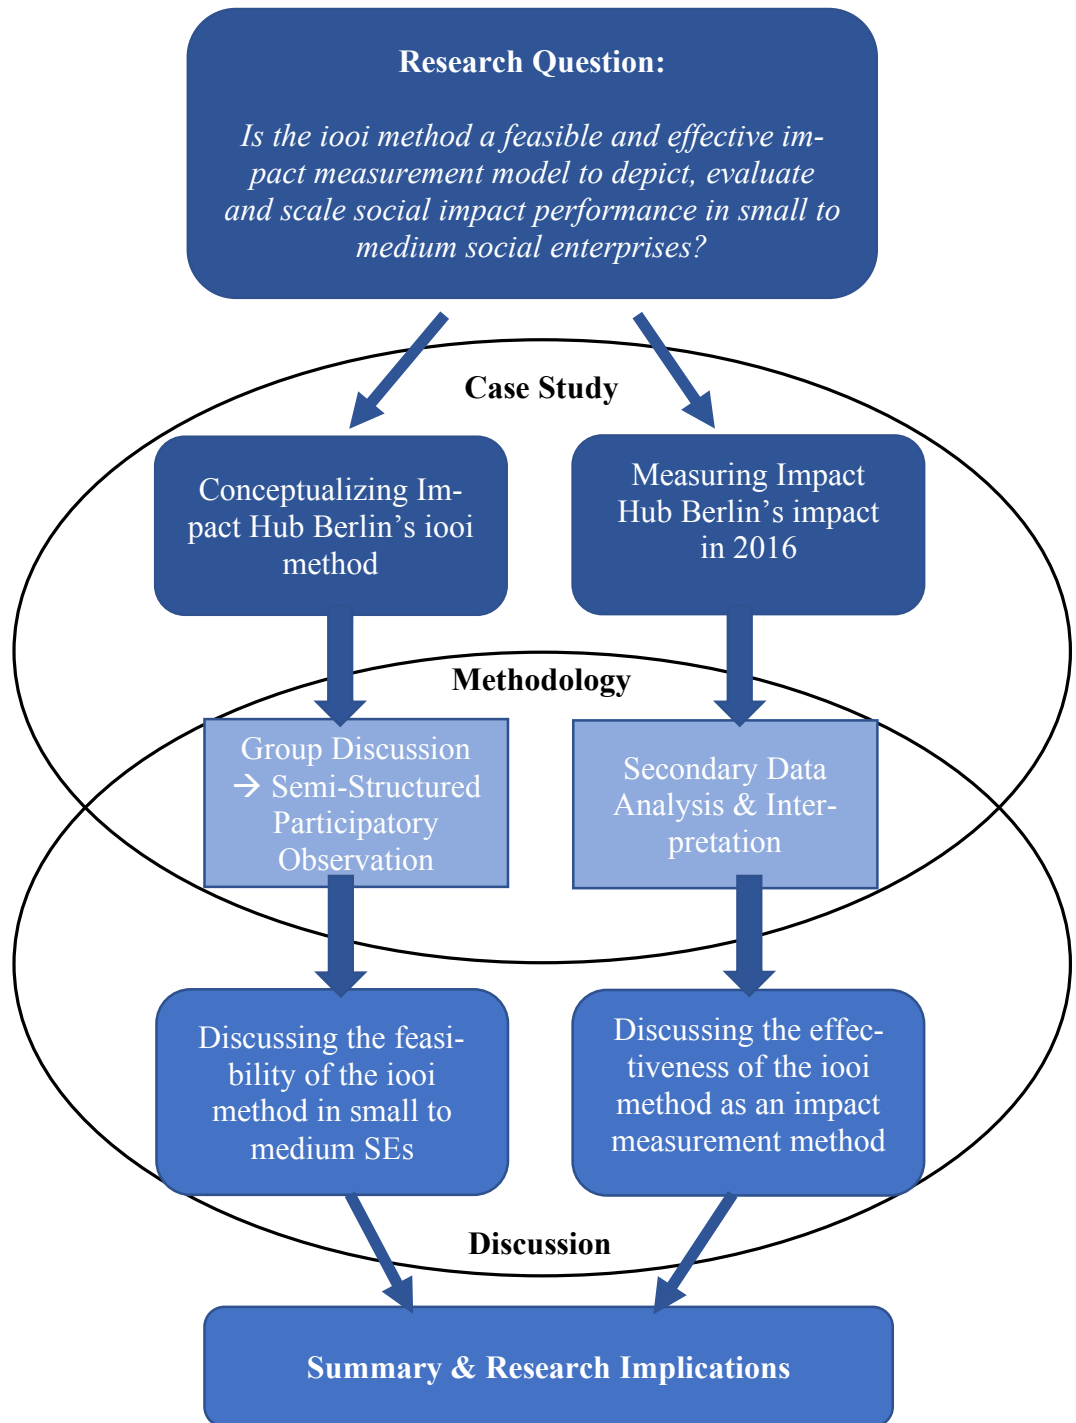 Research Question:
Is the iooi method a feasible and effective im-
pact measurement model to depict, evaluate
and scale social impact performance in small to
medium social enterprises?
Case Study
Conceptualizing Im-
pact Hub Berlin’s iooi
method
Measuring Impact
Hub Berlin’s impact
in 2016
Methodology
Group Discussion
→ Semi-Structured
Participatory
Observation
Secondary Data
Analysis & Inter-
pretation
Discussing the feasi-
bility of the iooi
method in small to
medium SEs
Discussing the effec-
tiveness of the iooi
method as an impact
measurement method
Discussion
Summary & Research Implications